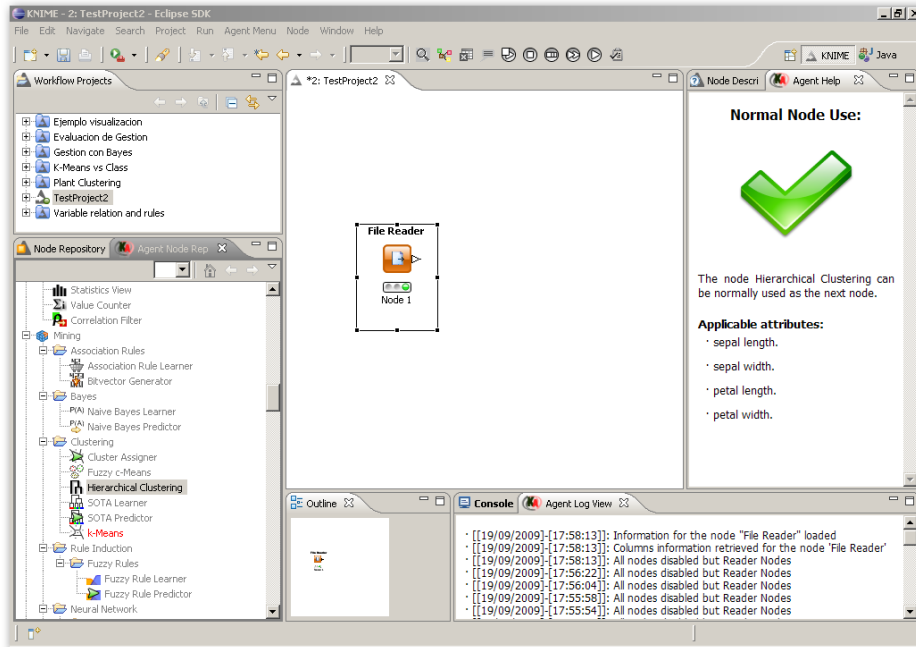 KNIME - 2: TestProject2 - Eclipse SDK
File Edit Navigate Search Project Run Agent Menu Node Window Help
KNIME Java
Workflow Projects
Ejemplo visualizacion
Evaluacion de Gestion
Gestion con Bayes
K-Means vs Class
Plant Clustering
TestProject2
Variable relation and rules
Node Repository Agent Node Rep
Statistics View
Value Counter
Correlation Filter
Mining
Association Rules
Association Rule Learner
Bitvector Generator
Bayes
P(A) Naive Bayes Learner
P(A) Naive Bayes Predictor
Clustering
Cluster Assigner
Fuzzy c-Means
Hierarchical Clustering
SOTA Learner
SOTA Predictor
k-Means
Rule Induction
Fuzzy Rules
Fuzzy Rule Learner
Fuzzy Rule Predictor
Neural Network
*2: TestProject2
File Reader
Node 1
Node Descri Agent Help
Normal Node Use:
The node Hierarchical Clustering can
be normally used as the next node.
Applicable attributes:
· sepal length.
· sepal width.
· petal length.
· petal width.
Outline
Console Agent Log View
· [[19/09/2009]-[17:58:13]]: Information for the node "File Reader" loaded
· [[19/09/2009]-[17:58:13]]: Columns information retrieved for the node 'File Reader'
· [[19/09/2009]-[17:58:13]]: All nodes disabled but Reader Nodes
· [[19/09/2009]-[17:56:22]]: All nodes disabled but Reader Nodes
· [[19/09/2009]-[17:56:04]]: All nodes disabled but Reader Nodes
· [[19/09/2009]-[17:55:58]]: All nodes disabled but Reader Nodes
· [[19/09/2009]-[17:55:54]]: All nodes disabled but Reader Nodes